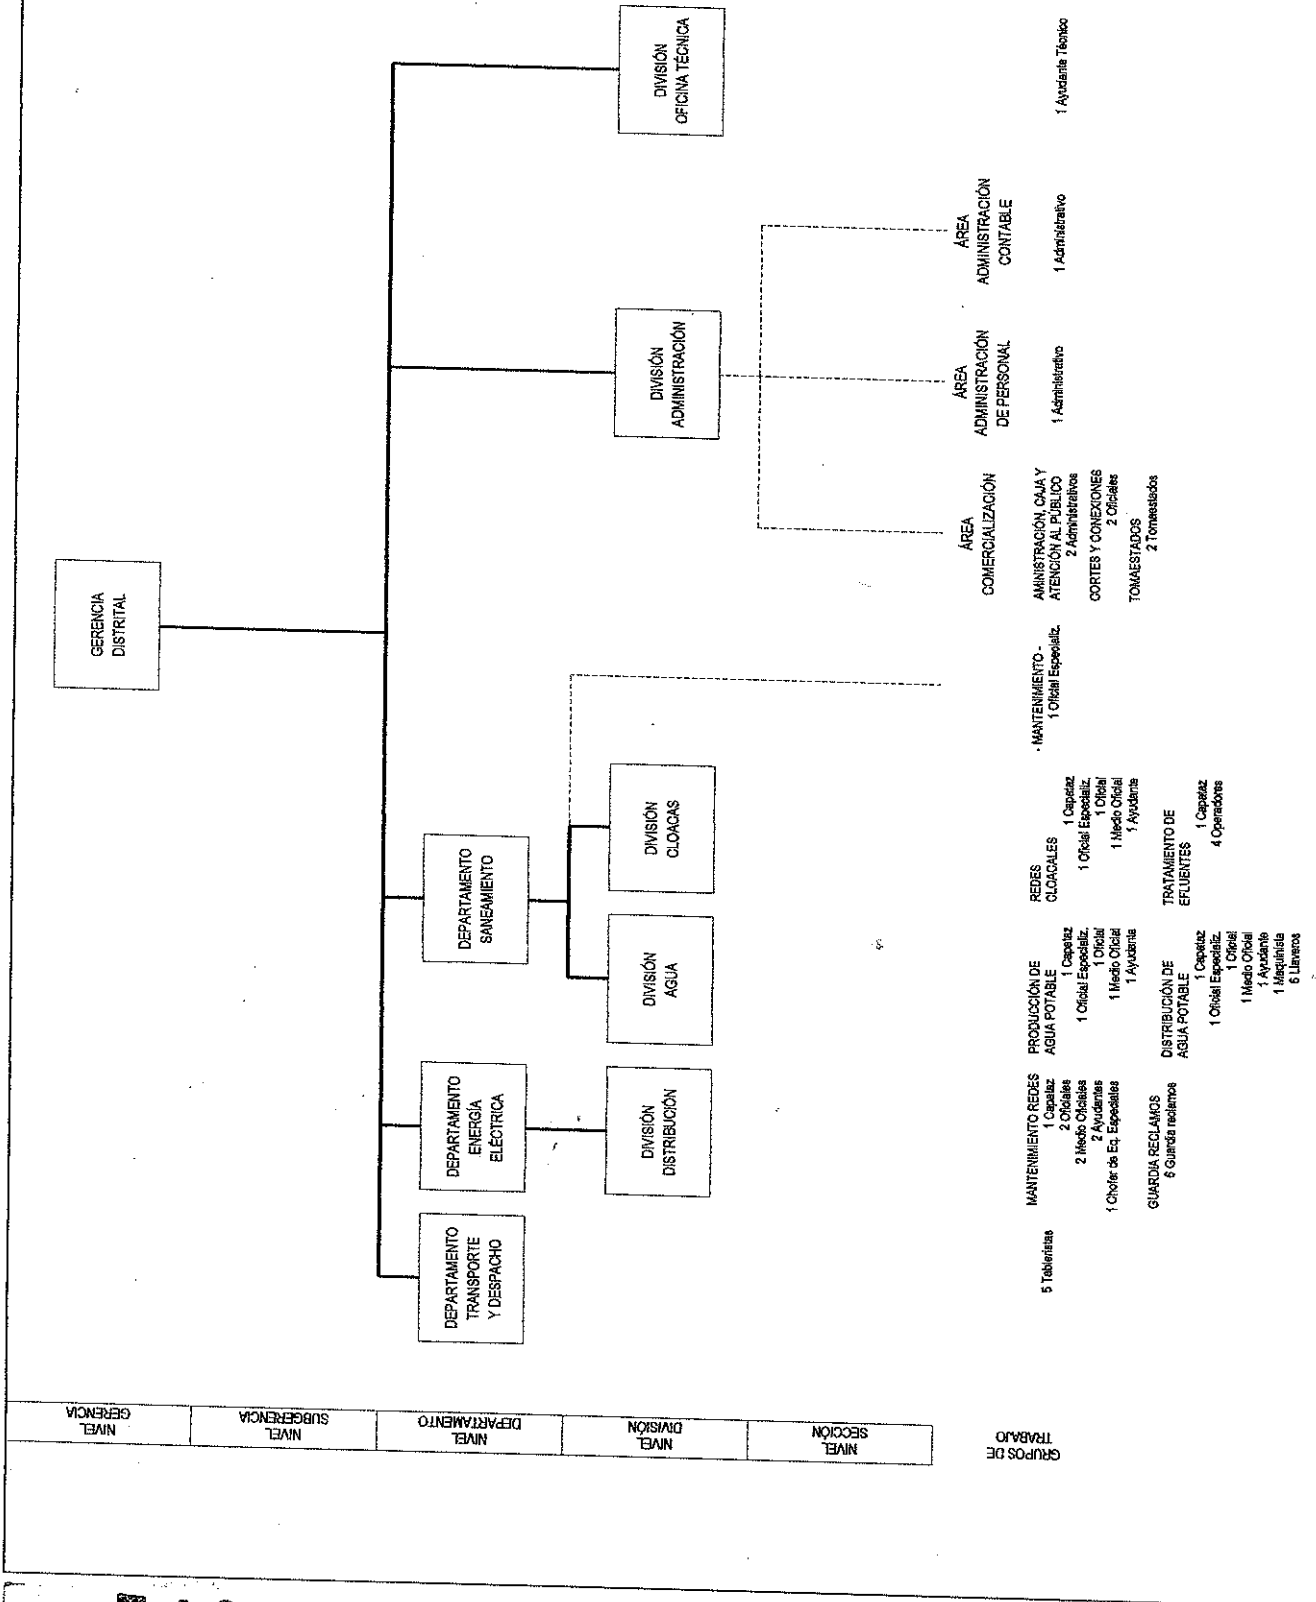 NIVEL
GERENCIA
NIVEL
SUBGERENCIA
NIVEL
DEPARTAMENTO
NIVEL
DIVISIÓN
NIVEL
SECCIÓN
GRUPOS DE
TRABAJO
GERENCIA
DISTRITAL
DEPARTAMENTO
TRANSPORTE
Y DESPACHO
DEPARTAMENTO
ENERGÍA
ELÉCTRICA
DEPARTAMENTO
SANEAMIENTO
DIVISIÓN
DISTRIBUCIÓN
DIVISIÓN
AGUA
DIVISIÓN
CLOACAS
DIVISIÓN
ADMINISTRACIÓN
DIVISIÓN
OFICINA TÉCNICA
ÁREA
COMERCIALIZACIÓN
ÁREA
ADMINISTRACIÓN
DE PERSONAL
ÁREA
ADMINISTRACIÓN
CONTABLE
5 Tableristas
MANTENIMIENTO REDES
1 Capataz
2 Oficiales
2 Medio Oficiales
2 Ayudantes
1 Chofer de Eq. Especiales
GUARDIA RECLAMOS
6 Guardia reclamos
PRODUCCIÓN DE
AGUA POTABLE
1 Capataz
1 Oficial Especializ.
1 Oficial
1 Medio Oficial
1 Ayudante
DISTRIBUCIÓN DE
AGUA POTABLE
1 Capataz
1 Oficial Especializ.
1 Oficial
1 Medio Oficial
1 Ayudante
1 Maquinista
6 Llaveros
REDES
CLOACALES
1 Capataz
1 Oficial Especializ.
1 Oficial
1 Medio Oficial
1 Ayudante
TRATAMIENTO DE
EFLUENTES
1 Capataz
4 Operadores
- MANTENIMIENTO -
1 Oficial Especializ.
AMINISTRACIÓN, CAJA Y
ATENCIÓN AL PÚBLICO
2 Administrativos
CORTES Y CONEXIONES
2 Oficiales
TOMAESTADOS
2 Tomaestados
1 Administrativo
1 Administrativo
1 Ayudante Técnico